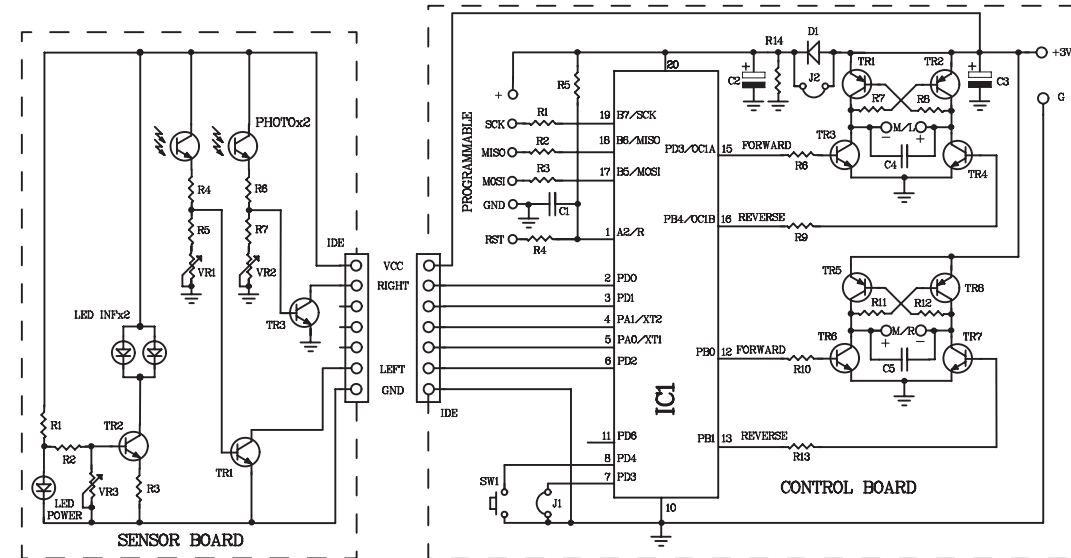 PHOTOx2
R4
R6
R5
R7
VR1
VR2
IDE
VCC
RIGHT
TR3
LED INFx2
LEFT
GND
R1
R2
TR2
VR3
R3
TR1
LED
POWER
SENSOR BOARD
IDE
PROGRAMMABLE
+
SCK
MISO
MOSI
GND
RST
R1
R2
R3
C1
R4
R5
20
19 B7/SCK
18 B6/MISO
17 B5/MOSI
1 A2/R
2 PD0
3 PD1
4 PA1/XT2
5 PA0/XT1
6 PD2
11 PD6
8 PD4
7 PD3
10
IC1
PD3/OC1A 15 FORWARD
PB4/OC1B 16 REVERSE
PB0 12 FORWARD
PB1 13 REVERSE
SW1
J1
+
C2
R14
D1
J2
TR1
TR2
R7
R8
+
C3
+3V
G
TR3
- M/L +
C4
TR4
R6
R9
TR5
TR8
R11
R12
TR6
+ M/R -
C5
TR7
R10
R13
CONTROL BOARD